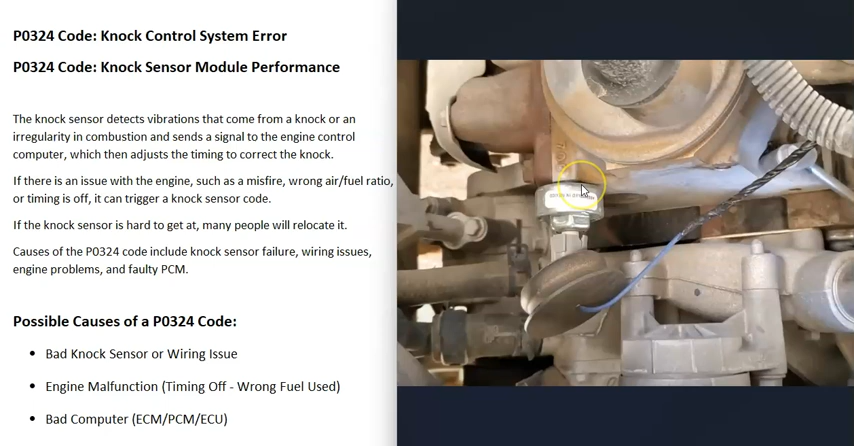 P0324 Code: Knock Control System Error
P0324 Code: Knock Sensor Module Performance
The knock sensor detects vibrations that come from a knock or an
irregularity in combustion and sends a signal to the engine control
computer, which then adjusts the timing to correct the knock.
If there is an issue with the engine, such as a misfire, wrong air/fuel ratio,
or timing is off, it can trigger a knock sensor code.
If the knock sensor is hard to get at, many people will relocate it.
Causes of the P0324 code include knock sensor failure, wiring issues,
engine problems, and faulty PCM.
Possible Causes of a P0324 Code:
• Bad Knock Sensor or Wiring Issue
• Engine Malfunction (Timing Off - Wrong Fuel Used)
• Bad Computer (ECM/PCM/ECU)